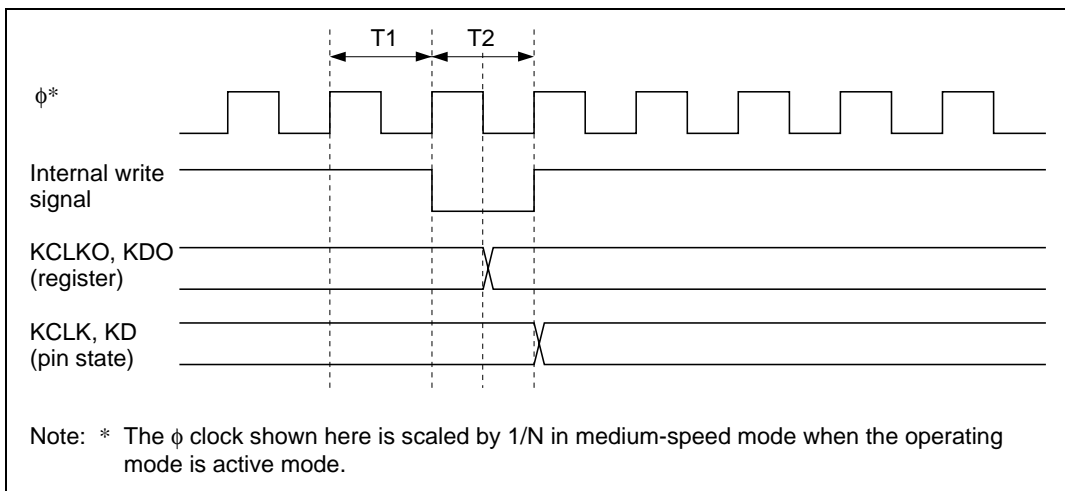 T1 T2
ϕ*
Internal write
signal
KCLKO, KDO
(register)
KCLK, KD
(pin state)
Note: * The ϕ clock shown here is scaled by 1/N in medium-speed mode when the operating
mode is active mode.